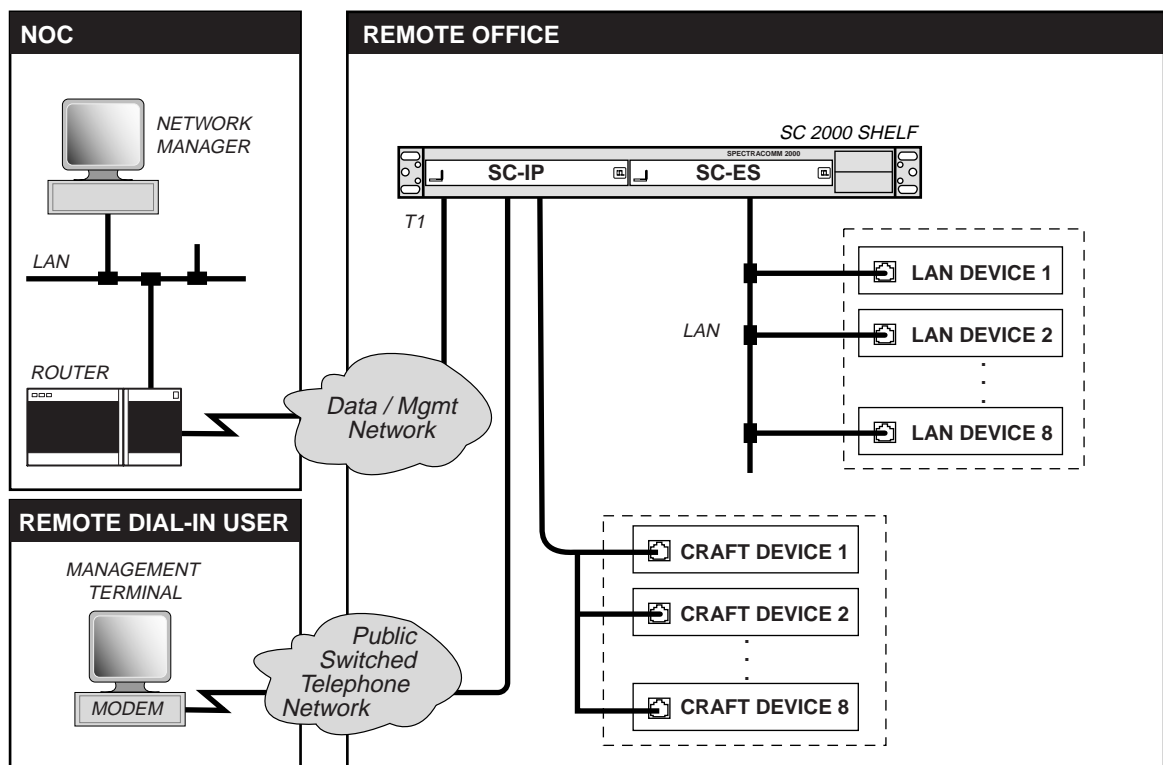 NOC
NETWORK
MANAGER
LAN
ROUTER
REMOTE DIAL-IN USER
MANAGEMENT
TERMINAL
MODEM
Data / Mgmt
Network
Public
Switched
Telephone
Network
REMOTE OFFICE
SC 2000 SHELF
SPECTRACOMM 2000
SC-IP
SC-ES
T1
LAN
LAN DEVICE 1
LAN DEVICE 2
LAN DEVICE 8
CRAFT DEVICE 1
CRAFT DEVICE 2
CRAFT DEVICE 8